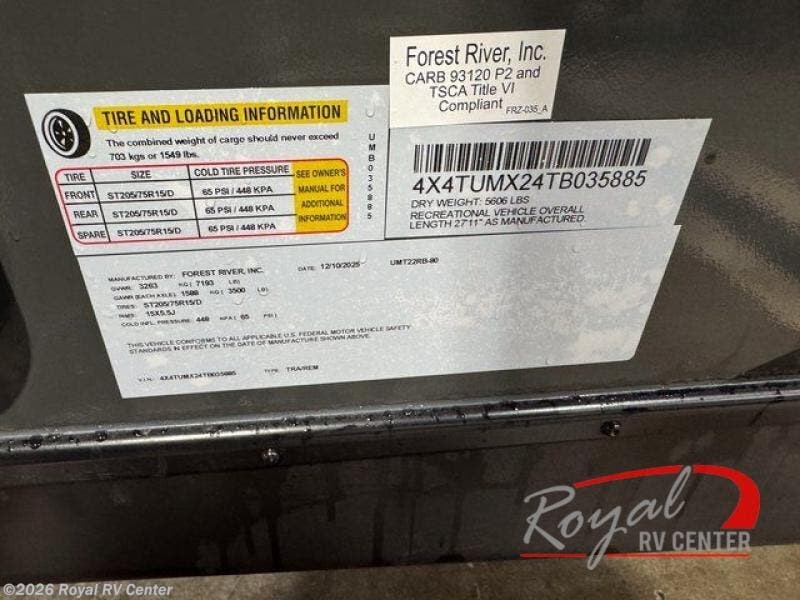 Forest River, Inc.
CARB 93120 P2 and
TSCA Title VI
Compliant
FRZ-035_A
TIRE AND LOADING INFORMATION
The combined weight of cargo should never exceed
703 kgs or 1549 lbs.
TIRE SIZE COLD TIRE PRESSURE
FRONT ST205/75R15/D 65 PSI / 448 KPA
REAR ST205/75R15/D 65 PSI / 448 KPA
SPARE ST205/75R15/D 65 PSI / 448 KPA
SEE OWNER'S
MANUAL FOR
ADDITIONAL
INFORMATION
UMB035885
4X4TUMX24TB035885
DRY WEIGHT: 5606 LBS
RECREATIONAL VEHICLE OVERALL
LENGTH 27'11" AS MANUFACTURED.
MANUFACTURED BY: FOREST RIVER, INC. DATE: 12/10/2025 UMT22RB-80
GVWR: 3263 KG ( 7193 LB)
GAWR (EACH AXLE) 1588 KG ( 3500 LB)
TIRES: ST205/75R15/D
RIMS: 15X5.5J
COLD INFL. PRESSURE: 448 KPA ( 65 PSI)
THIS VEHICLE CONFORMS TO ALL APPLICABLE U.S. FEDERAL MOTOR VEHICLE SAFETY
STANDARDS IN EFFECT ON THE DATE OF MANUFACTURE SHOWN ABOVE.
V.I.N.: 4X4TUMX24TB035885 TYPE: TRA/REM
Royal
RV CENTER
©2026 Royal RV Center